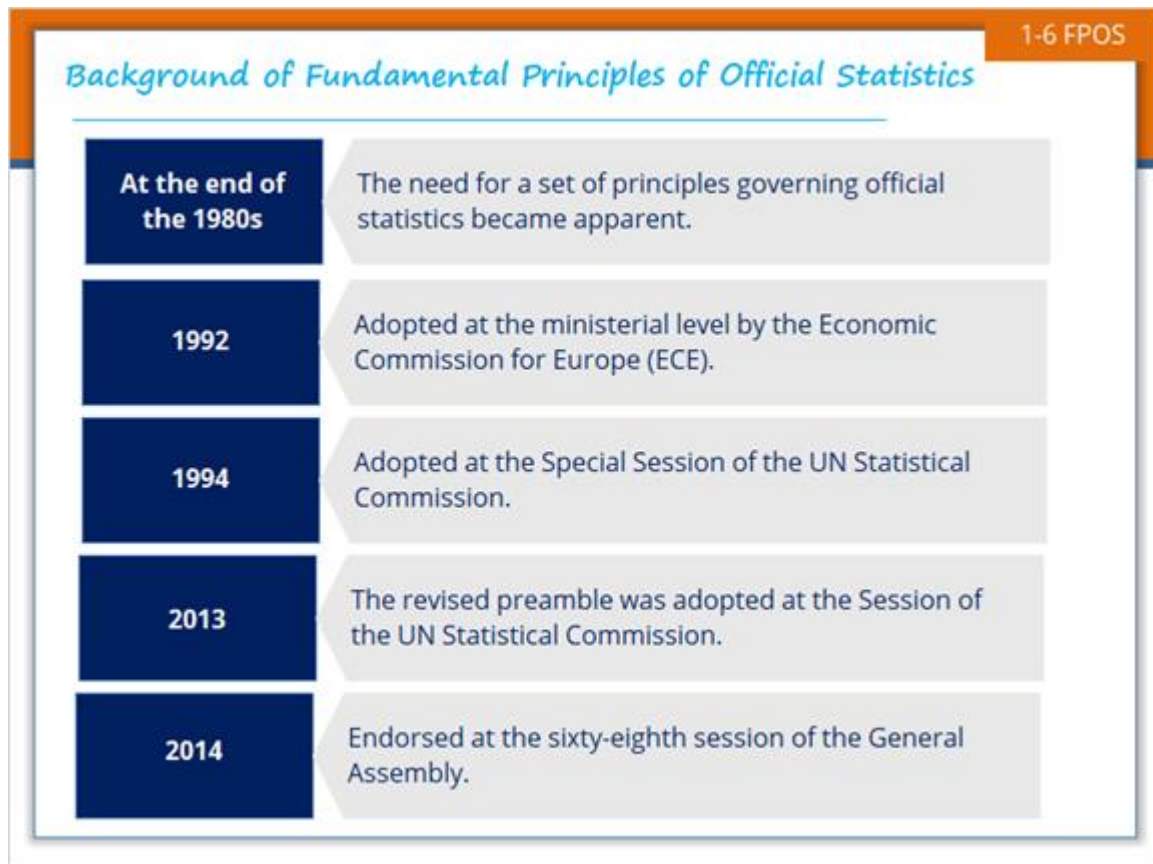 1-6 FPOS
Background of Fundamental Principles of Official Statistics
At the end of
the 1980s
The need for a set of principles governing official
statistics became apparent.
1992
Adopted at the ministerial level by the Economic
Commission for Europe (ECE).
1994
Adopted at the Special Session of the UN Statistical
Commission.
2013
The revised preamble was adopted at the Session of
the UN Statistical Commission.
2014
Endorsed at the sixty-eighth session of the General
Assembly.